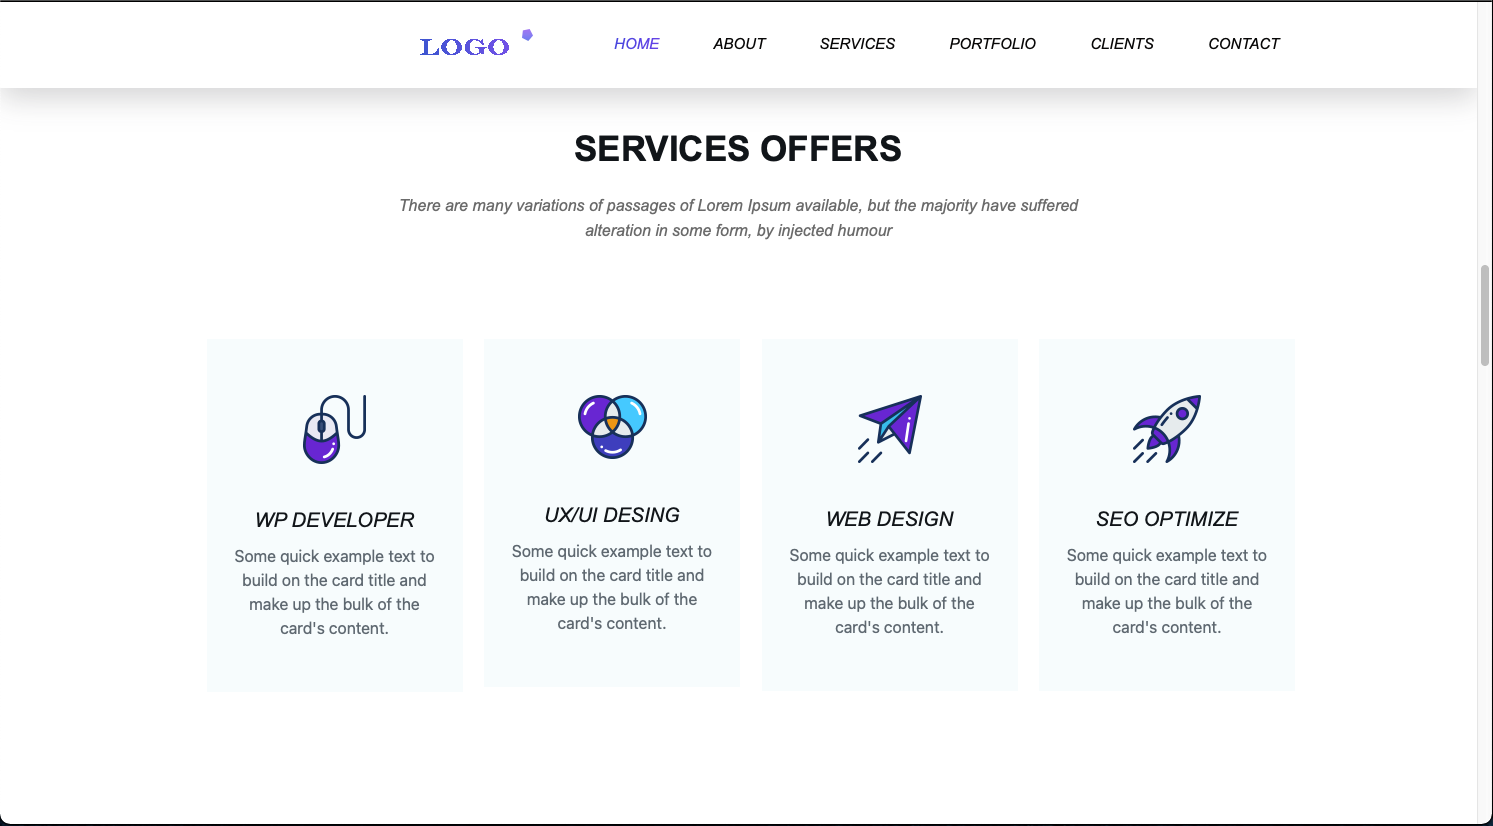 LOGO
HOME ABOUT SERVICES PORTFOLIO CLIENTS CONTACT
SERVICES OFFERS
There are many variations of passages of Lorem Ipsum available, but the majority have suffered
alteration in some form, by injected humour
WP DEVELOPER
Some quick example text to
build on the card title and
make up the bulk of the
card's content.
UX/UI DESING
Some quick example text to
build on the card title and
make up the bulk of the
card's content.
WEB DESIGN
Some quick example text to
build on the card title and
make up the bulk of the
card's content.
SEO OPTIMIZE
Some quick example text to
build on the card title and
make up the bulk of the
card's content.